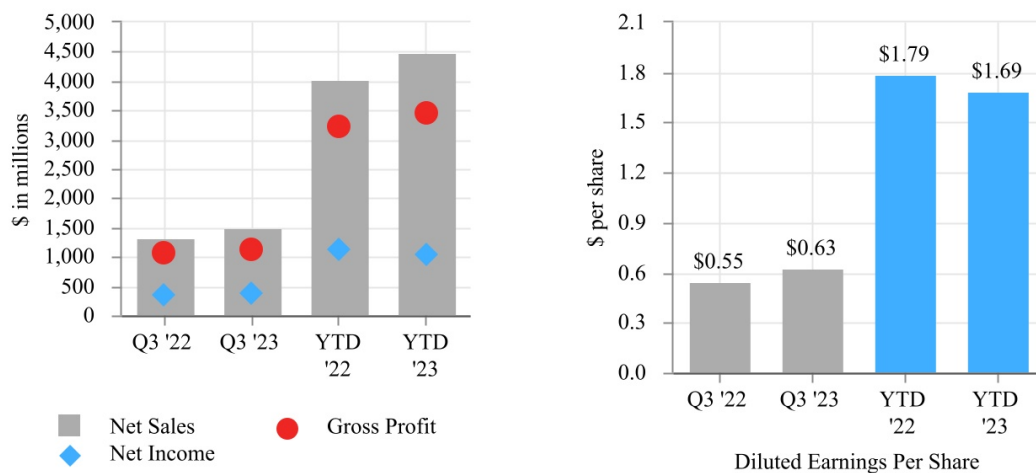 $ in millions
5,000
4,500
4,000
3,500
3,000
2,500
2,000
1,500
1,000
500
0
Q3 '22
Q3 '23
YTD
'22
YTD
'23
Net Sales
Gross Profit
Net Income
$ per share
2.1
1.8
1.5
1.2
0.9
0.6
0.3
0.0
$0.55
$0.63
$1.79
$1.69
Q3 '22
Q3 '23
YTD
'22
YTD
'23
Diluted Earnings Per Share